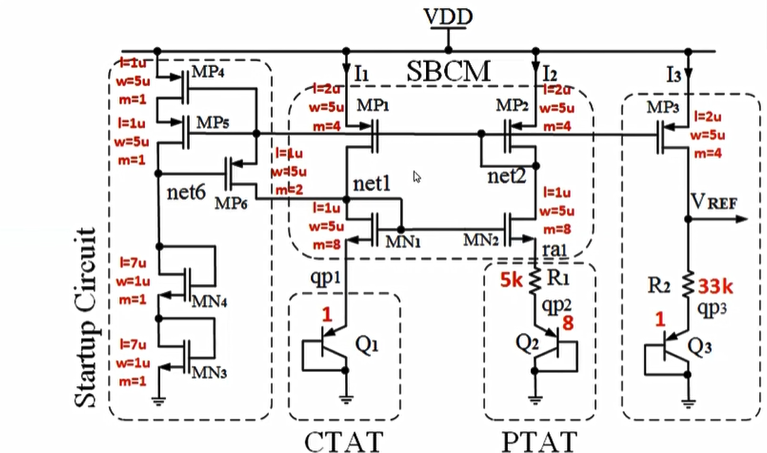 VDD
I1
SBCM
I2
I3
l=1u
w=5u
m=1
MP4
l=2u
w=5u
m=4
MP1
MP2
l=2u
w=5u
m=4
MP3
l=2u
w=5u
m=4
l=1u
w=5u
m=1
MP5
l=1u
w=5u
m=2
MP6
net6
net1
net2
VREF
l=1u
w=5u
m=8
MN1
MN2
l=1u
w=5u
m=8
ra1
qp1
5k
R1
qp2
R2
33k
qp3
l=7u
w=1u
m=1
MN4
1
Q1
Q2
8
1
Q3
l=7u
w=1u
m=1
MN3
Startup Circuit
CTAT
PTAT